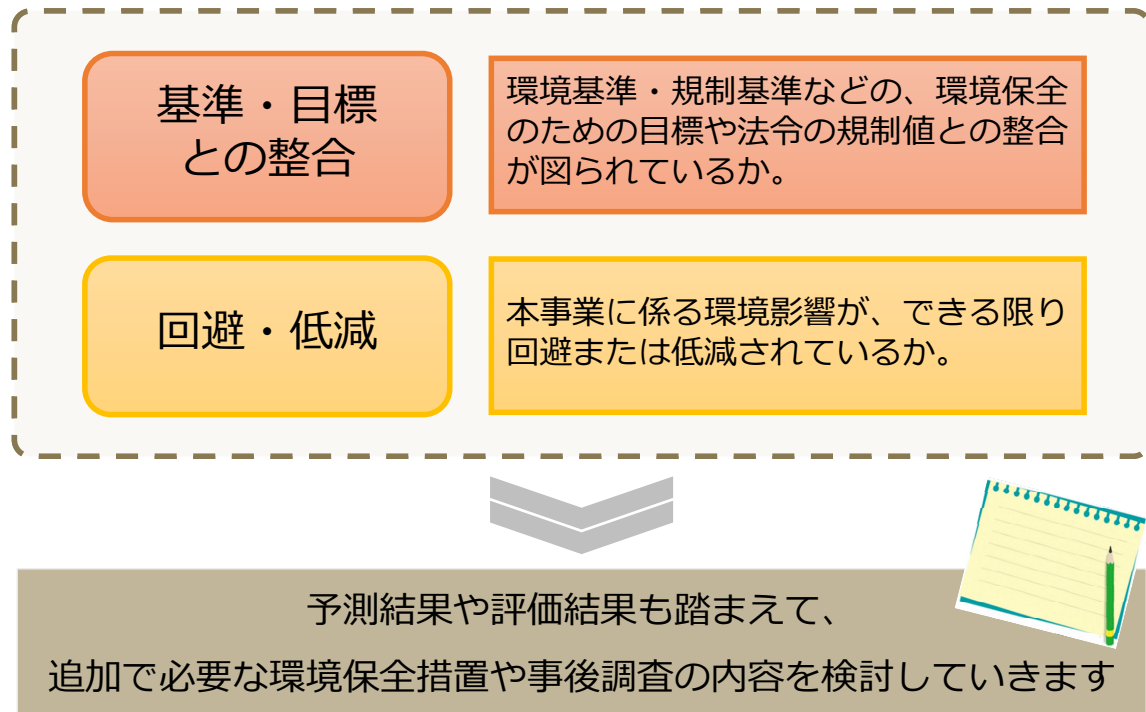 基準・目標
との整合
環境基準・規制基準などの、環境保全
のための目標や法令の規制値との整合
が図られているか。
回避・低減
本事業に係る環境影響が、できる限り
回避または低減されているか。
予測結果や評価結果も踏まえて、
追加で必要な環境保全措置や事後調査の内容を検討していきます